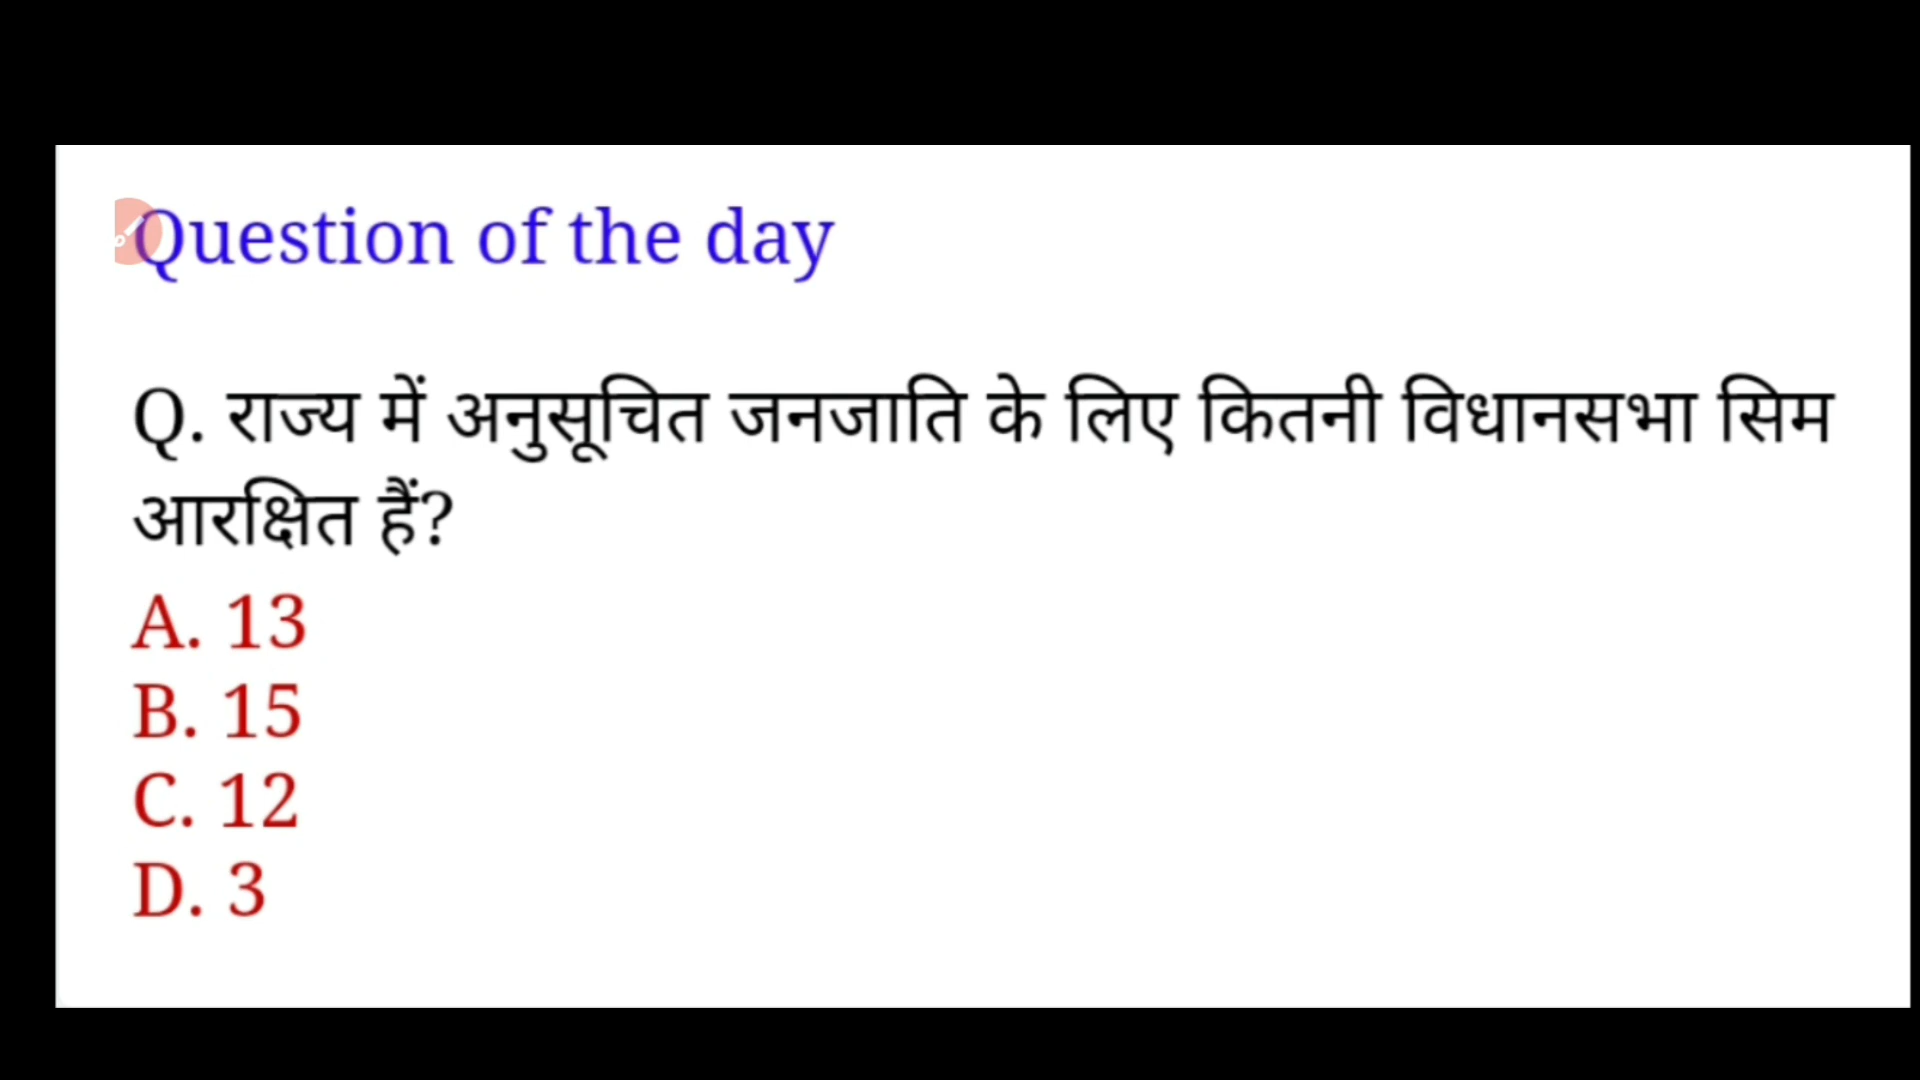 Question of the day
Q. राज्य में अनुसूचित जनजाति के लिए कितनी विधानसभा सिम
आरक्षित हैं?
A. 13
B. 15
C. 12
D. 3